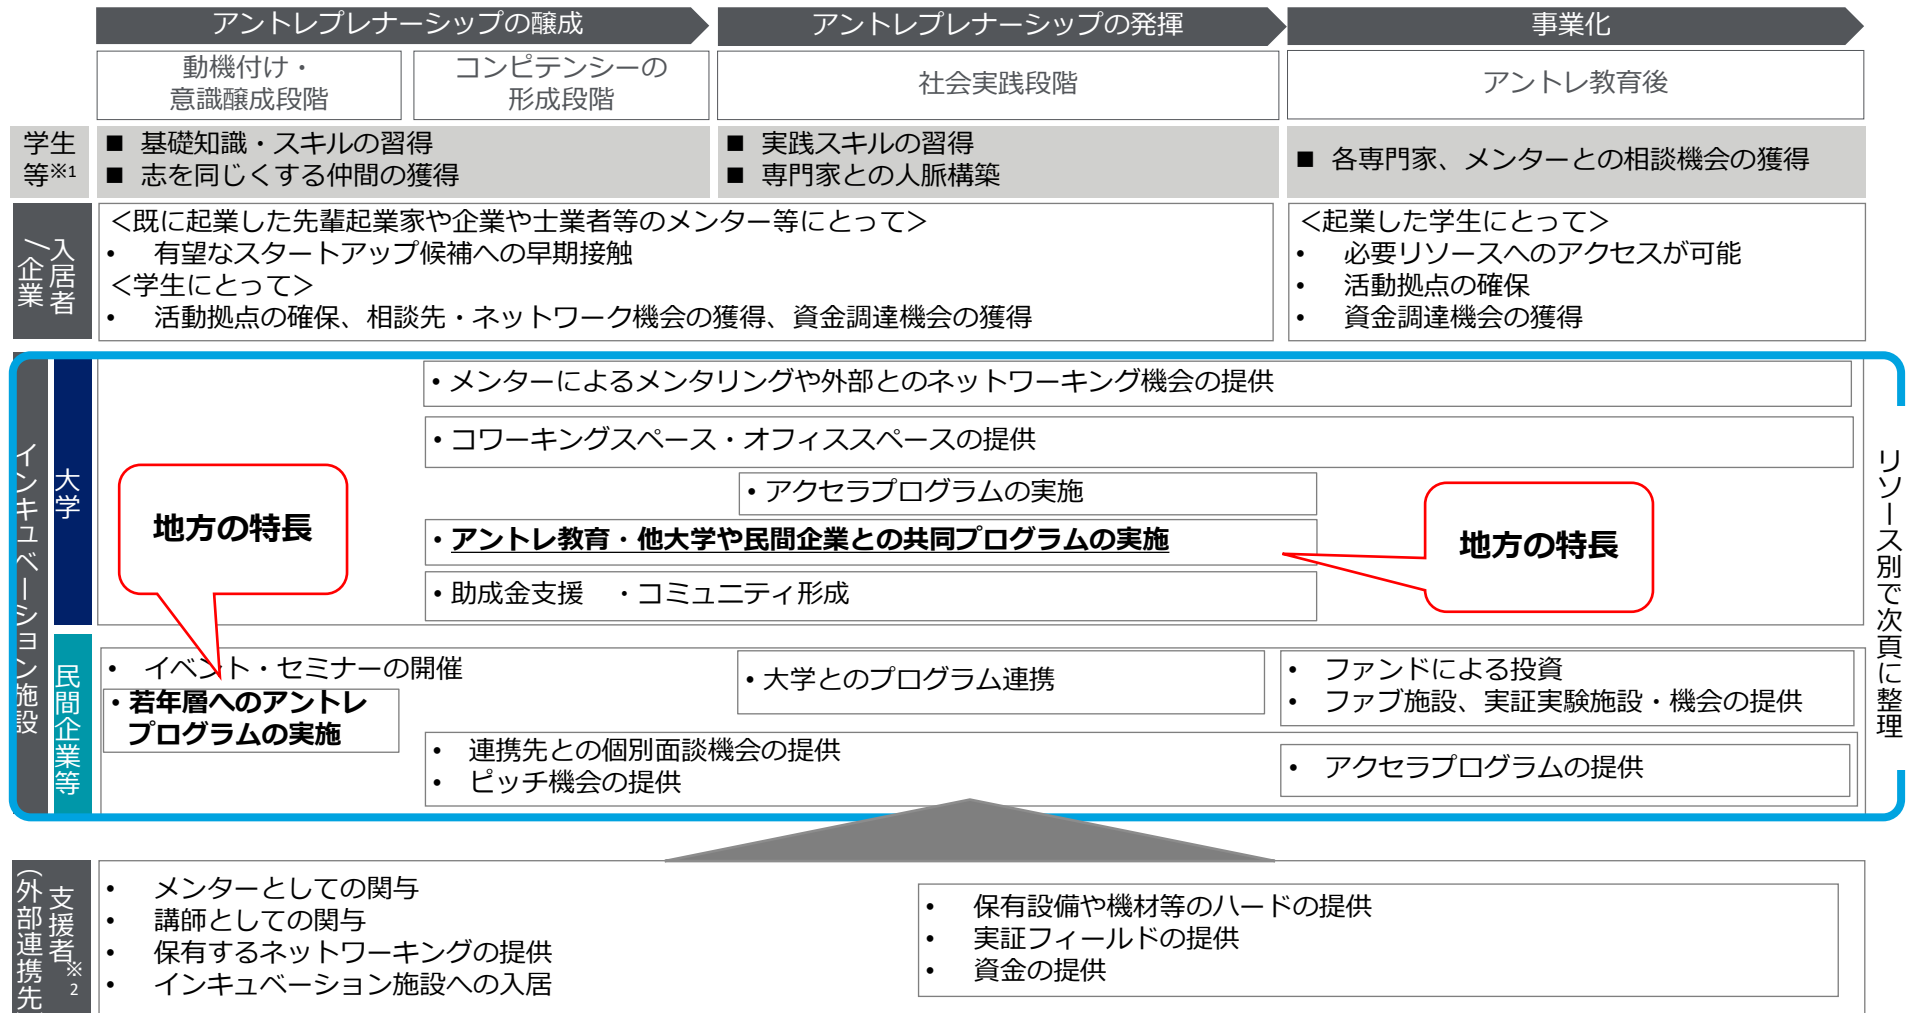 アントレプレナーシップの醸成
アントレプレナーシップの発揮
事業化
動機付け・
意識醸成段階
コンピテンシーの
形成段階
社会実践段階
アントレ教育後
学生
等※1
■ 基礎知識・スキルの習得
■ 志を同じくする仲間の獲得
■ 実践スキルの習得
■ 専門家との人脈構築
■ 各専門家、メンターとの相談機会の獲得
入居者
／企業
＜既に起業した先輩起業家や企業や士業者等のメンター等にとって＞
• 有望なスタートアップ候補への早期接触
＜学生にとって＞
• 活動拠点の確保、相談先・ネットワーク機会の獲得、資金調達機会の獲得
＜起業した学生にとって＞
• 必要リソースへのアクセスが可能
• 活動拠点の確保
• 資金調達機会の獲得
インキュベーション施設
大学
• メンターによるメンタリングや外部とのネットワーキング機会の提供
• コワーキングスペース・オフィススペースの提供
• アクセラプログラムの実施
• アントレ教育・他大学や民間企業との共同プログラムの実施
• 助成金支援 ・コミュニティ形成
地方の特長
地方の特長
リソース別で次頁に整理
民間企業等
• イベント・セミナーの開催
• 若年層へのアントレ
プログラムの実施
• 大学とのプログラム連携
• ファンドによる投資
• ファブ施設、実証実験施設・機会の提供
• 連携先との個別面談機会の提供
• ピッチ機会の提供
• アクセラプログラムの提供
支援者※2
（外部連携先
• メンターとしての関与
• 講師としての関与
• 保有するネットワーキングの提供
• インキュベーション施設への入居
• 保有設備や機材等のハードの提供
• 実証フィールドの提供
• 資金の提供